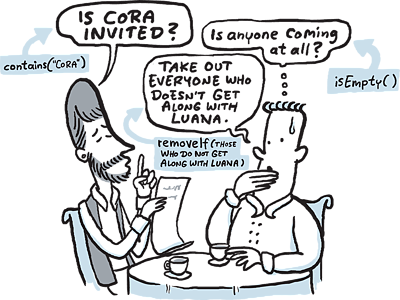 IS CORA
INVITED?
contains("CORA")
Is anyone coming
at all?
isEmpty()
TAKE OUT
EVERYONE WHO
DOESN'T GET
ALONG WITH
LUANA.
removeIf(THOSE
WHO DO NOT GET
ALONG WITH LUANA)